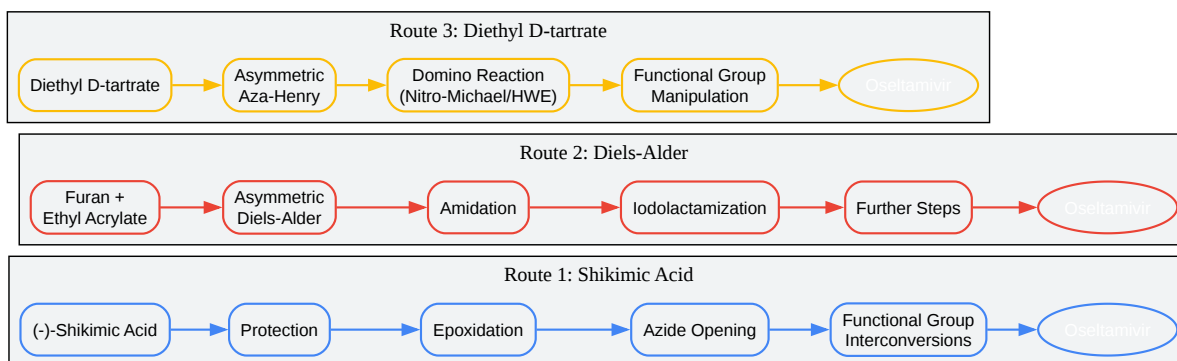 Route 3: Diethyl D-tartrate
Diethyl D-tartrate
Asymmetric
Aza-Henry
Domino Reaction
(Nitro-Michael/HWE)
Functional Group
Manipulation
Oseltamivir
Route 2: Diels-Alder
Furan +
Ethyl Acrylate
Asymmetric
Diels-Alder
Amidation
Iodolactamization
Further Steps
Oseltamivir
Route 1: Shikimic Acid
(-)-Shikimic Acid
Protection
Epoxidation
Azide Opening
Functional Group
Interconversions
Oseltamivir